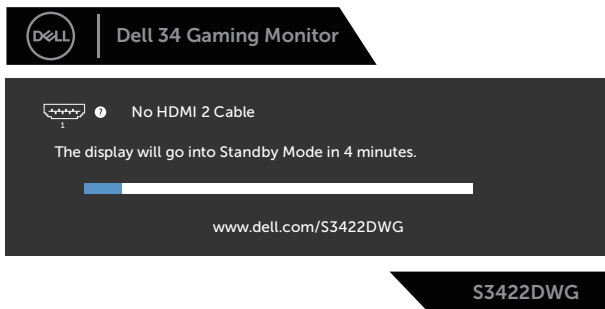 DELL
Dell 34 Gaming Monitor
?
No HDMI 2 Cable
1
The display will go into Standby Mode in 4 minutes.
www.dell.com/S3422DWG
S3422DWG